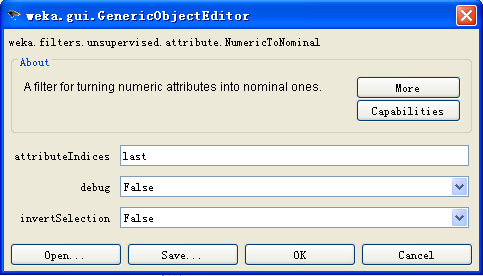 weka.gui.GenericObjectEditor
weka.filters.unsupervised.attribute.NumericToNominal
About
A filter for turning numeric attributes into nominal ones.
More
Capabilities
attributeIndices last
debug False
invertSelection False
Open... Save... OK Cancel